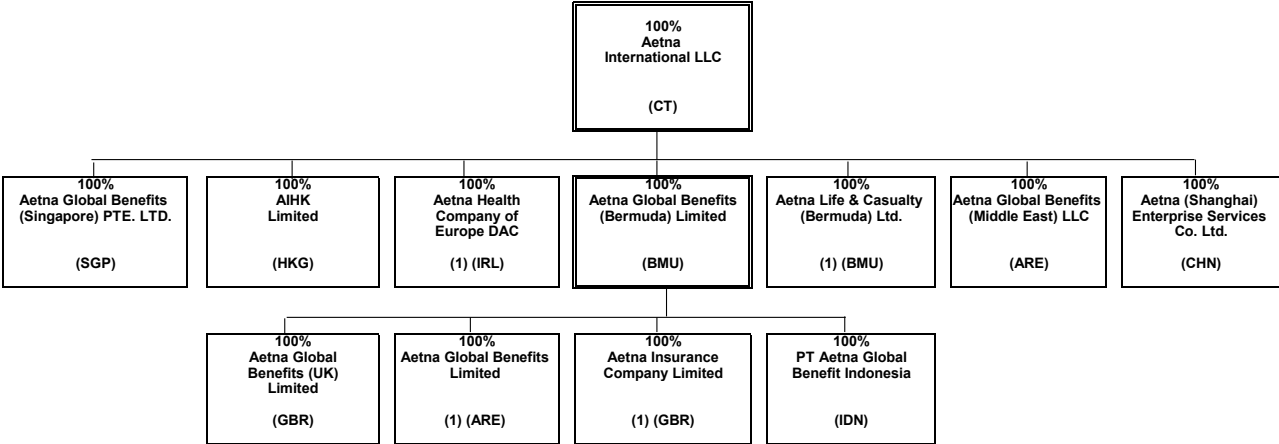 100%
Aetna
International LLC
(CT)
100%
Aetna Global Benefits
(Singapore) PTE. LTD.
(SGP)
100%
AIHK
Limited
(HKG)
100%
Aetna Health
Company of
Europe DAC
(1) (IRL)
100%
Aetna Global Benefits
(Bermuda) Limited
(BMU)
100%
Aetna Life & Casualty
(Bermuda) Ltd.
(1) (BMU)
100%
Aetna Global Benefits
(Middle East) LLC
(ARE)
100%
Aetna (Shanghai)
Enterprise Services
Co. Ltd.
(CHN)
100%
Aetna Global
Benefits (UK)
Limited
(GBR)
100%
Aetna Global Benefits
Limited
(1) (ARE)
100%
Aetna Insurance
Company Limited
(1) (GBR)
100%
PT Aetna Global
Benefit Indonesia
(IDN)